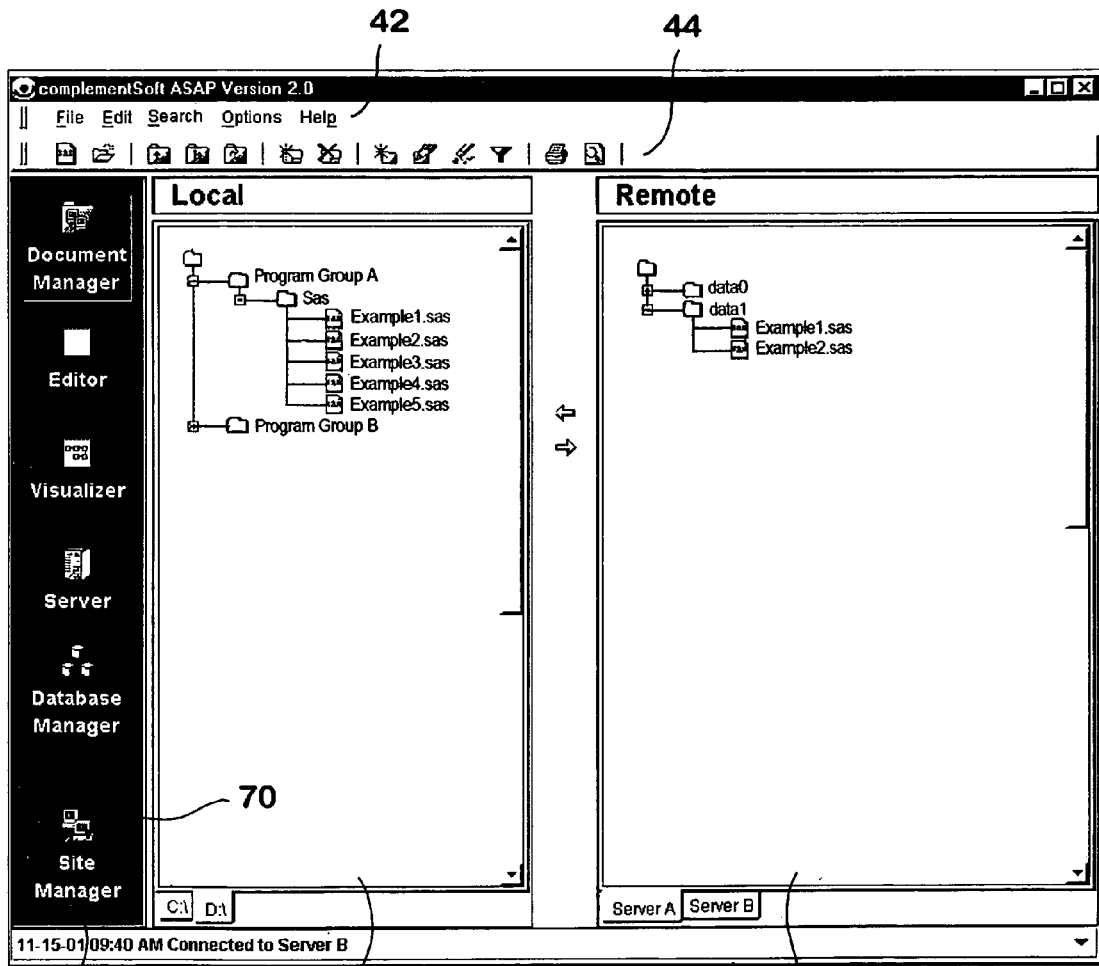 42
44
complementSoft ASAP Version 2.0
File Edit Search Options Help
Local
Remote
Document Manager
Editor
Visualizer
Server
Database Manager
Site Manager
Program Group A
Sas
Example1.sas
Example2.sas
Example3.sas
Example4.sas
Example5.sas
Program Group B
data0
data1
Example1.sas
Example2.sas
70
C:\ D:\
Server A Server B
11-15-01 09:40 AM Connected to Server B